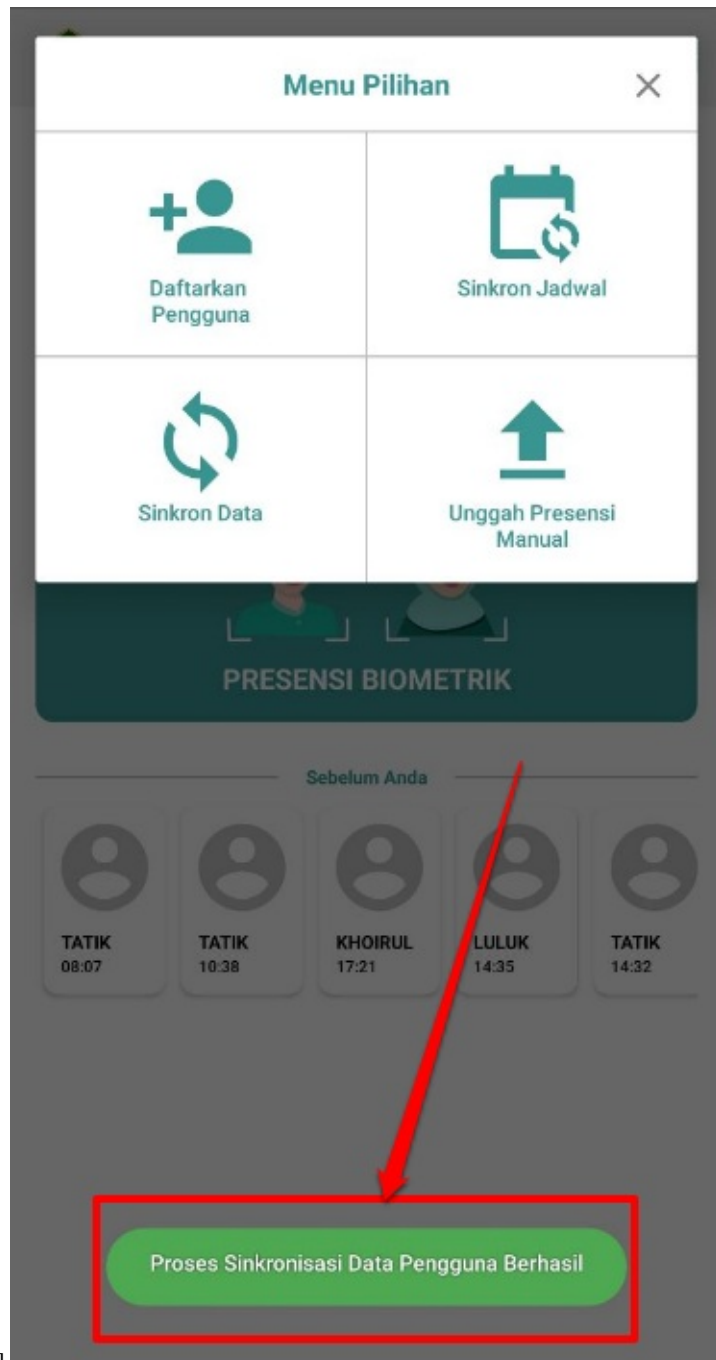 Menu Pilihan
Daftarkan
Pengguna
Sinkron Jadwal
Sinkron Data
Unggah Presensi
Manual
PRESENSI BIOMETRIK
Sebelum Anda
TATIK
08:07
TATIK
10:38
KHOIRUL
17:21
LULUK
14:35
TATIK
14:32
Proses Sinkronisasi Data Pengguna Berhasil